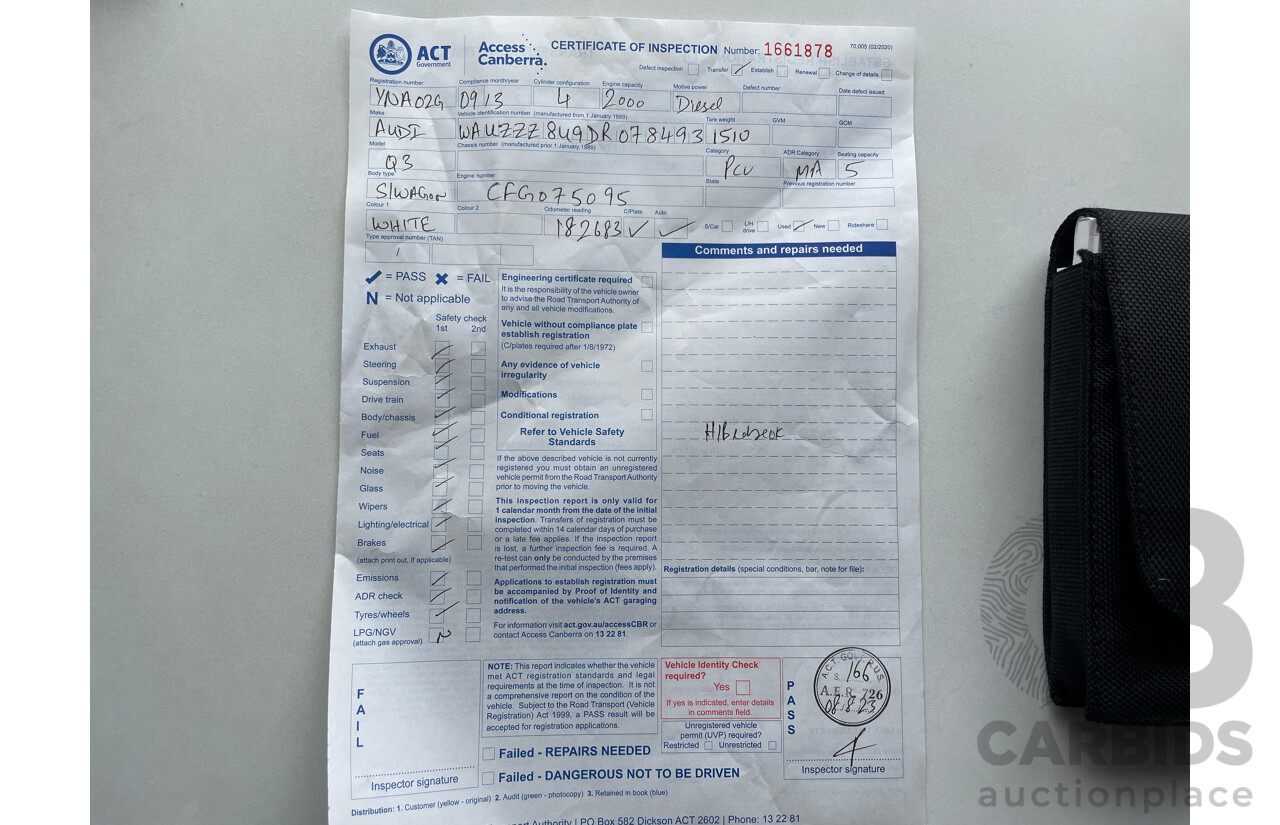 ACT
Government
Access
Canberra.
CERTIFICATE OF INSPECTION Number: 1661878
70.005 (02/2020)
Defect inspection Transfer Establish Renewal Change of details
Registration number Compliance month/year Cylinder configuration Engine capacity Motive power Defect number Date defect issued
YNA02G 09/13 4 2000 Diesel
Make Vehicle identification number (manufactured from 1 January 1989) Tare weight GVM GCM
AUDI WAUZZZ8U9DR078493 1510
Model Chassis number (manufactured prior 1 January 1989) Category ADR Category Seating capacity
Q3 PCV MA 5
Body type Engine number State Previous registration number
S/WAGON CFG075095
Colour 1 Colour 2 Odometer reading C/Plate Auto
WHITE 182683 ✓ ✓
S/Car L/H drive Used New Rideshare
Type approval number (TAN)
Comments and repairs needed
✓ = PASS ✖ = FAIL
N = Not applicable
Safety check
1st 2nd
Exhaust
Steering
Suspension
Drive train
Body/chassis
Fuel
Seats
Noise
Glass
Wipers
Lighting/electrical
Brakes
(attach print out, if applicable)
Emissions
ADR check
Tyres/wheels
LPG/NGV N
(attach gas approval)
Engineering certificate required
It is the responsibility of the vehicle owner
to advise the Road Transport Authority of
any and all vehicle modifications.
Vehicle without compliance plate
establish registration
(C/plates required after 1/8/1972)
Any evidence of vehicle
irregularity
Modifications
Conditional registration
Refer to Vehicle Safety
Standards
If the above described vehicle is not currently
registered you must obtain an unregistered
vehicle permit from the Road Transport Authority
prior to moving the vehicle.
This inspection report is only valid for
1 calendar month from the date of the initial
inspection. Transfers of registration must be
completed within 14 calendar days of purchase
or a late fee applies. If the inspection report
is lost, a further inspection fee is required. A
re-test can only be conducted by the premises
that performed the initial inspection (fees apply).
Applications to establish registration must
be accompanied by Proof of Identity and
notification of the vehicle's ACT garaging
address.
For information visit act.gov.au/accessCBR or
contact Access Canberra on 13 22 81.
Registration details (special conditions, bar, note for file):
FAIL
Inspector signature
NOTE: This report indicates whether the vehicle
met ACT registration standards and legal
requirements at the time of inspection. It is not
a comprehensive report on the condition of the
vehicle. Subject to the Road Transport (Vehicle
Registration) Act 1999, a PASS result will be
accepted for registration applications.
Failed - REPAIRS NEEDED
Failed - DANGEROUS NOT TO BE DRIVEN
Vehicle Identity Check
required?
Yes
If yes is indicated, enter details
in comments field.
Unregistered vehicle
permit (UVP) required?
Restricted Unrestricted
PASS
166
A.E.R. 726
08.8.23
Inspector signature
Distribution: 1. Customer (yellow - original) 2. Audit (green - photocopy) 3. Retained in book (blue)
Authority | PO Box 582 Dickson ACT 2602 | Phone: 13 22 81
CARBIDS
auctionplace